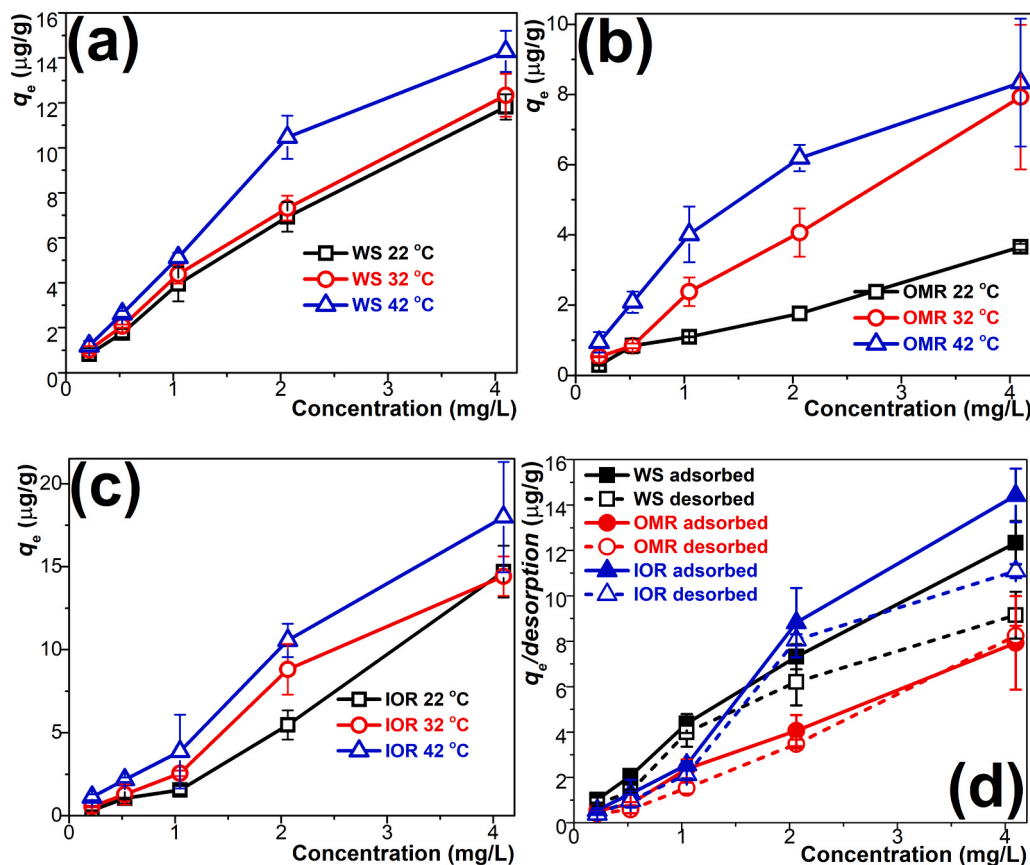 (a)
qe (μg/g)
16
14
12
10
8
6
4
2
0
WS 22 °C
WS 32 °C
WS 42 °C
0 1 2 3 4
Concentration (mg/L)
(b)
qe (μg/g)
10
8
6
4
2
0
OMR 22 °C
OMR 32 °C
OMR 42 °C
0 1 2 3 4
Concentration (mg/L)
(c)
qe (μg/g)
20
15
10
5
0
IOR 22 °C
IOR 32 °C
IOR 42 °C
0 1 2 3 4
Concentration (mg/L)
qe/desorption (μg/g)
16
14
12
10
8
6
4
2
0
WS adsorbed
WS desorbed
OMR adsorbed
OMR desorbed
IOR adsorbed
IOR desorbed
(d)
0 1 2 3 4
Concentration (mg/L)